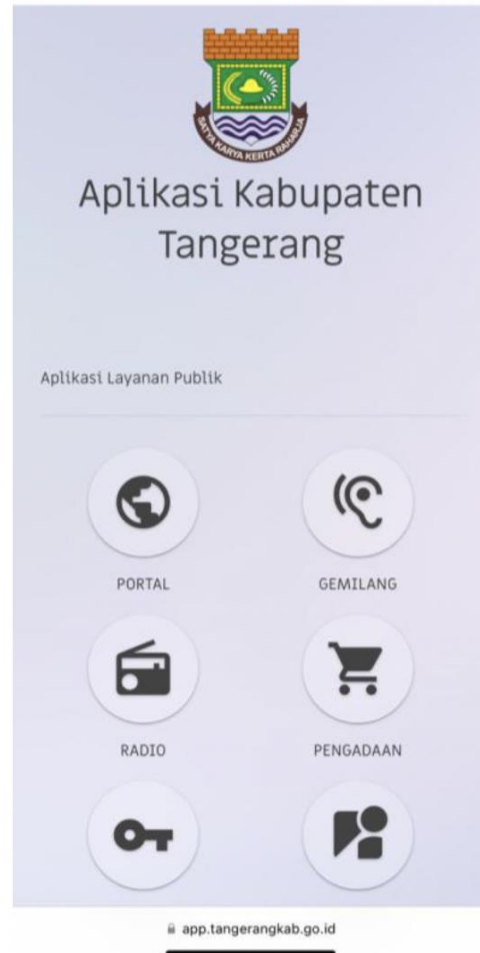 SATYA KARYA KERTA RAHARJA
Aplikasi Kabupaten
Tangerang
Aplikasi Layanan Publik
PORTAL
GEMILANG
RADIO
PENGADAAN
app.tangerangkab.go.id